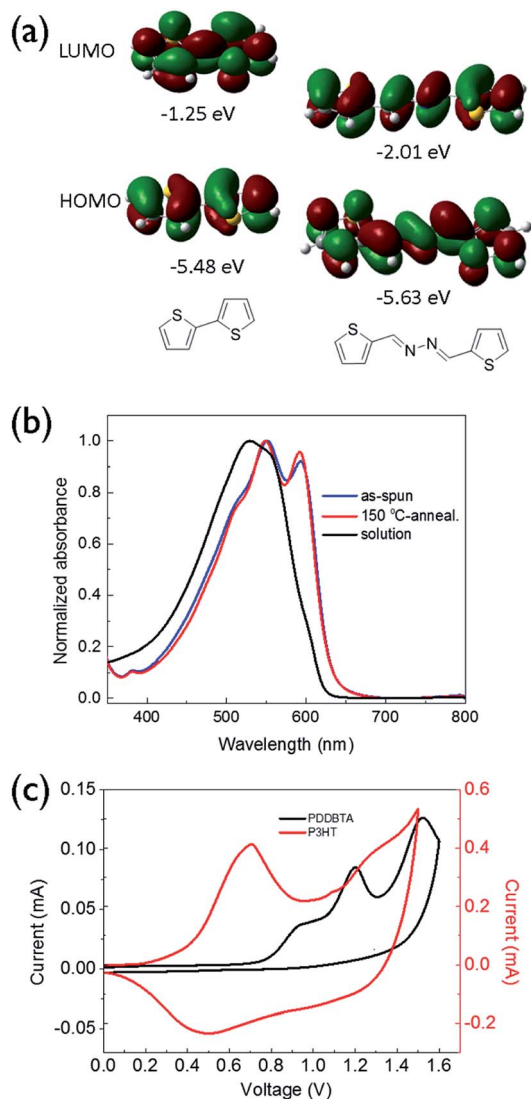 (a)
LUMO
-1.25 eV
-2.01 eV
HOMO
-5.48 eV
-5.63 eV
S
S
S
N
N
S
(b)
Normalized absorbance
1.0
0.8
0.6
0.4
0.2
0.0
as-spun
150 °C-anneal.
solution
400 500 600 700 800
Wavelength (nm)
(c)
Current (mA)
0.15
0.10
0.05
0.00
-0.05
PDDBTA
P3HT
0.6
0.4
0.2
0.0
-0.2
Current (mA)
0.0 0.2 0.4 0.6 0.8 1.0 1.2 1.4 1.6
Voltage (V)